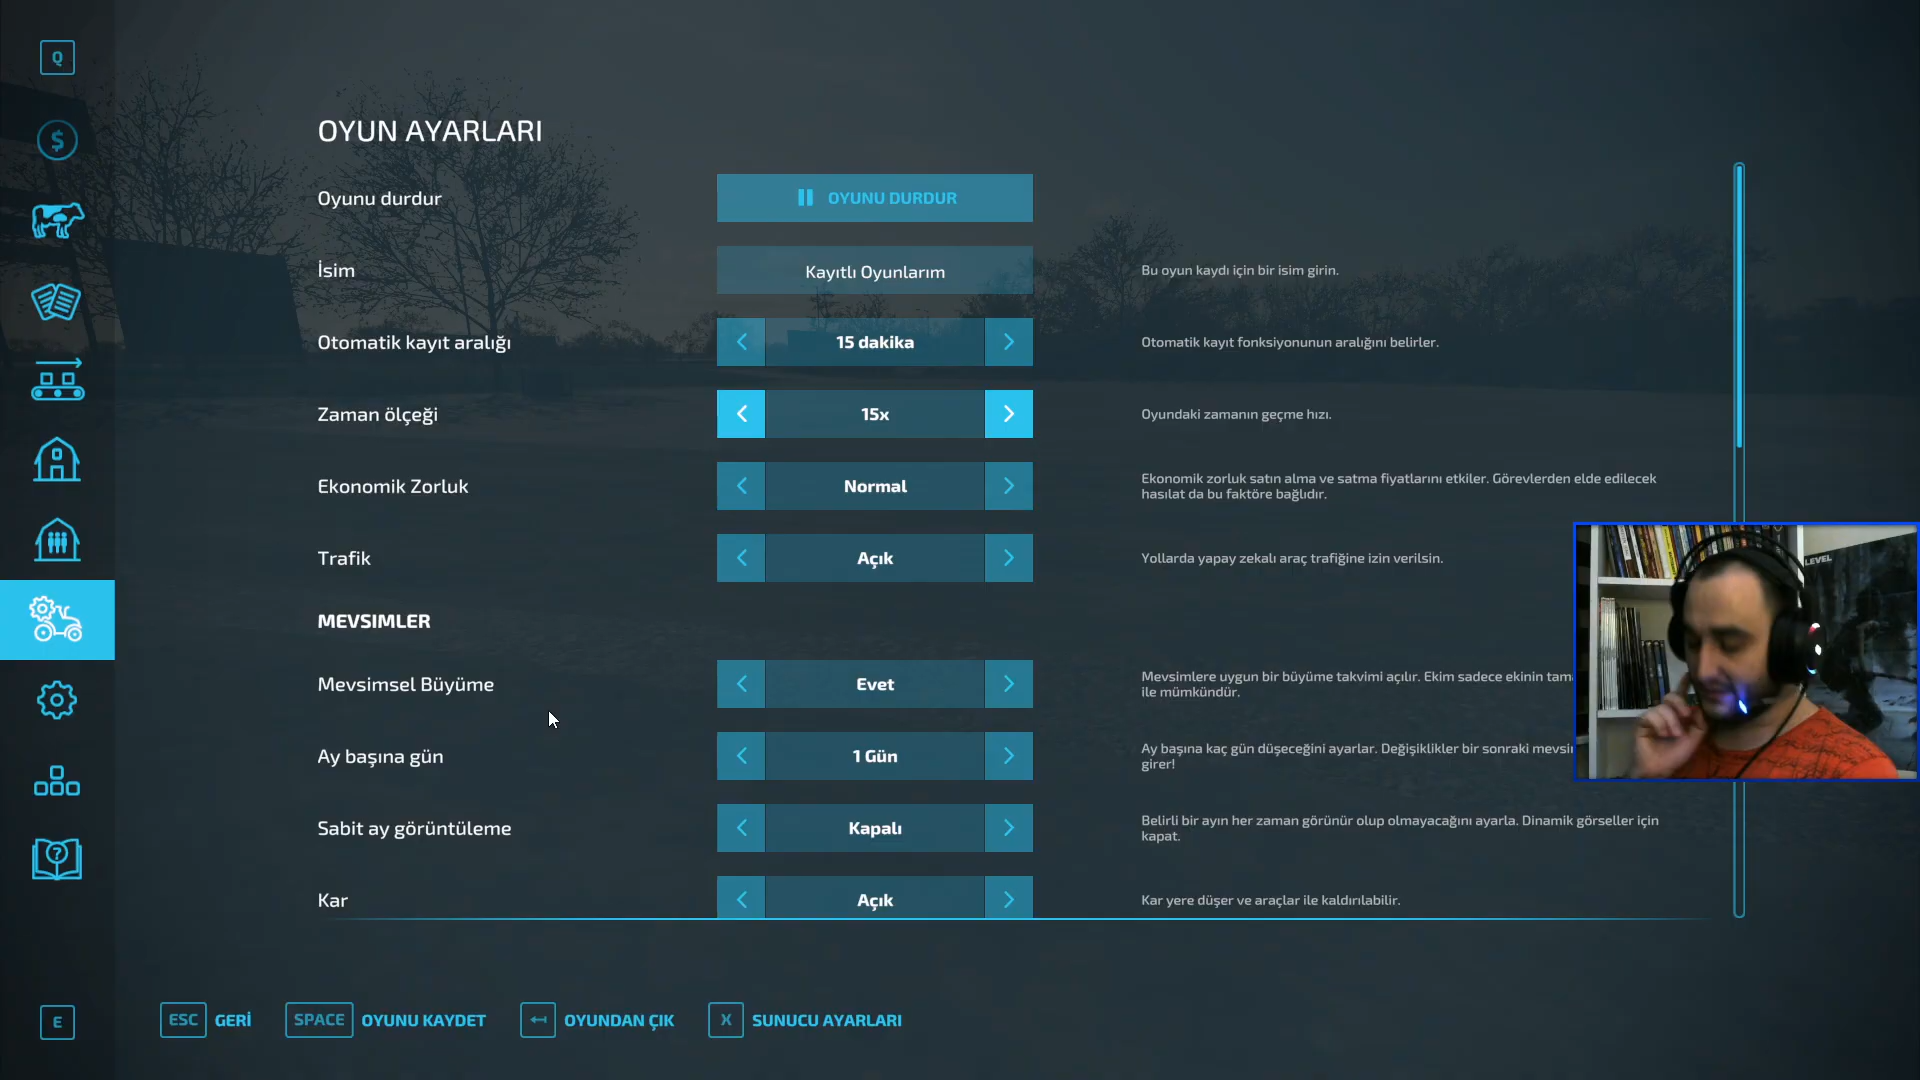 Q
OYUN AYARLARI
Oyunu durdur
OYUNU DURDUR
İsim
Kayıtlı Oyunlarım
Bu oyun kaydı için bir isim girin.
Otomatik kayıt aralığı
15 dakika
Otomatik kayıt fonksiyonunun aralığını belirler.
Zaman ölçeği
15x
Oyundaki zamanın geçme hızı.
Ekonomik Zorluk
Normal
Ekonomik zorluk satın alma ve satma fiyatlarını etkiler. Görevlerden elde edilecek
hasılat da bu faktöre bağlıdır.
Trafik
Açık
Yollarda yapay zekalı araç trafiğine izin verilsin.
LEVEL
MEVSIMLER
Mevsimsel Büyüme
Evet
Mevsimlere uygun bir büyüme takvimi açılır. Ekim sadece ekinin
ile mümkündür.
Ay başına gün
1 Gün
Ay başına kaç gün düşeceğini ayarlar. Değişiklikler bir sonraki
girer!
Sabit ay görüntüleme
Kapalı
Belirli bir ayın her zaman görünür olup olmayacağını ayarla. Dinamik görseller için
kapat.
Kar
Açık
Kar yere düşer ve araçlar ile kaldırılabilir.
E
ESC GERİ SPACE OYUNU KAYDET OYUNDAN ÇIK X SUNUCU AYARLARI